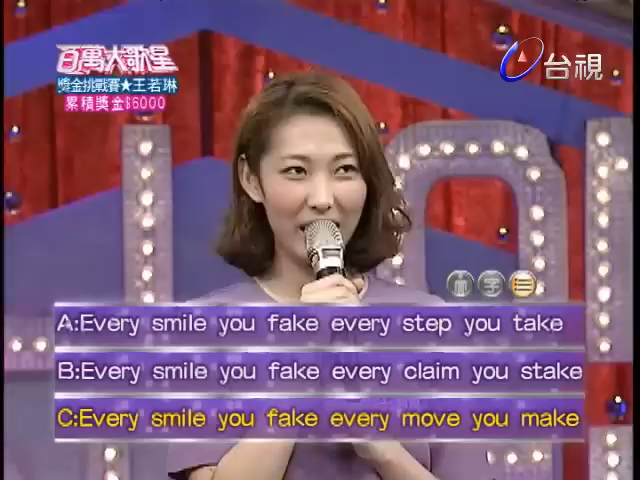 百萬大歌星
獎金挑戰賽★王若琳
累積獎金$6000
台視
字
A:Every smile you fake every step you take
B:Every smile you fake every claim you stake
C:Every smile you fake every move you make